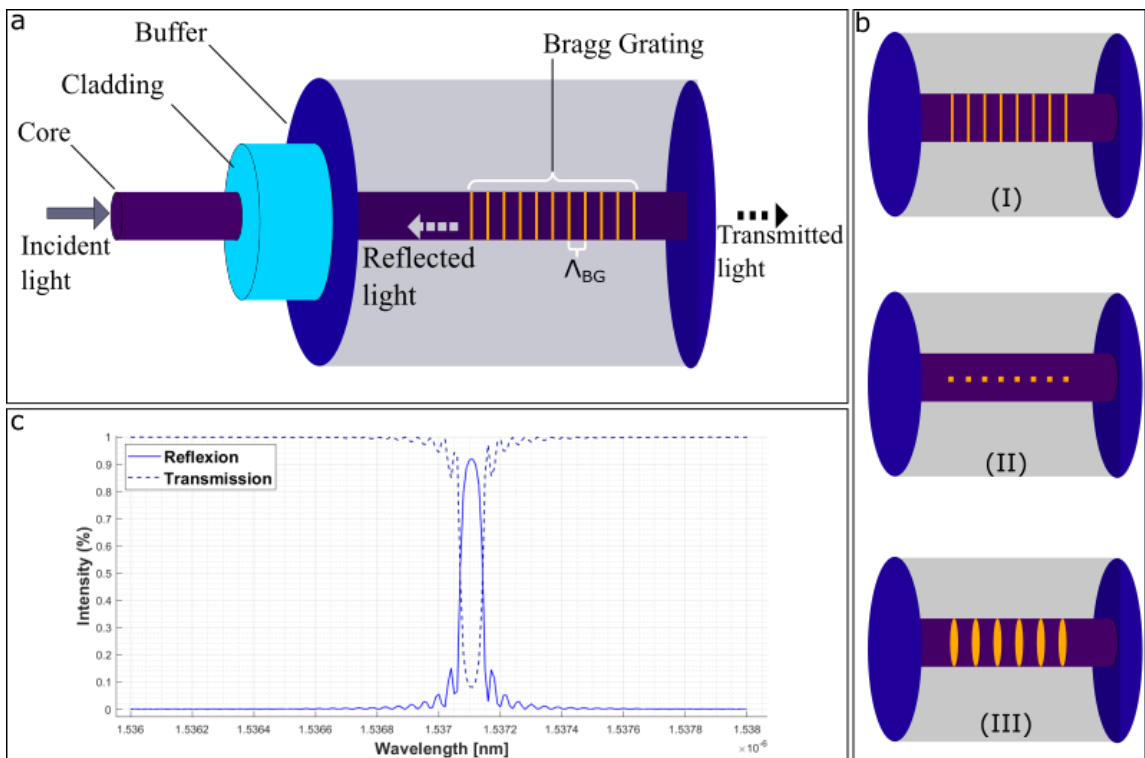 a
Buffer
Bragg Grating
Cladding
Core
Incident
light
Reflected
light
Λ_BG
Transmitted
light
b
(I)
(II)
(III)
c
Reflexion
Transmission
Intensity (%)
1
0.9
0.8
0.7
0.6
0.5
0.4
0.3
0.2
0.1
0
1.536 1.5362 1.5364 1.5366 1.5368 1.537 1.5372 1.5374 1.5376 1.5378 1.538
Wavelength [nm]
×10⁻⁶